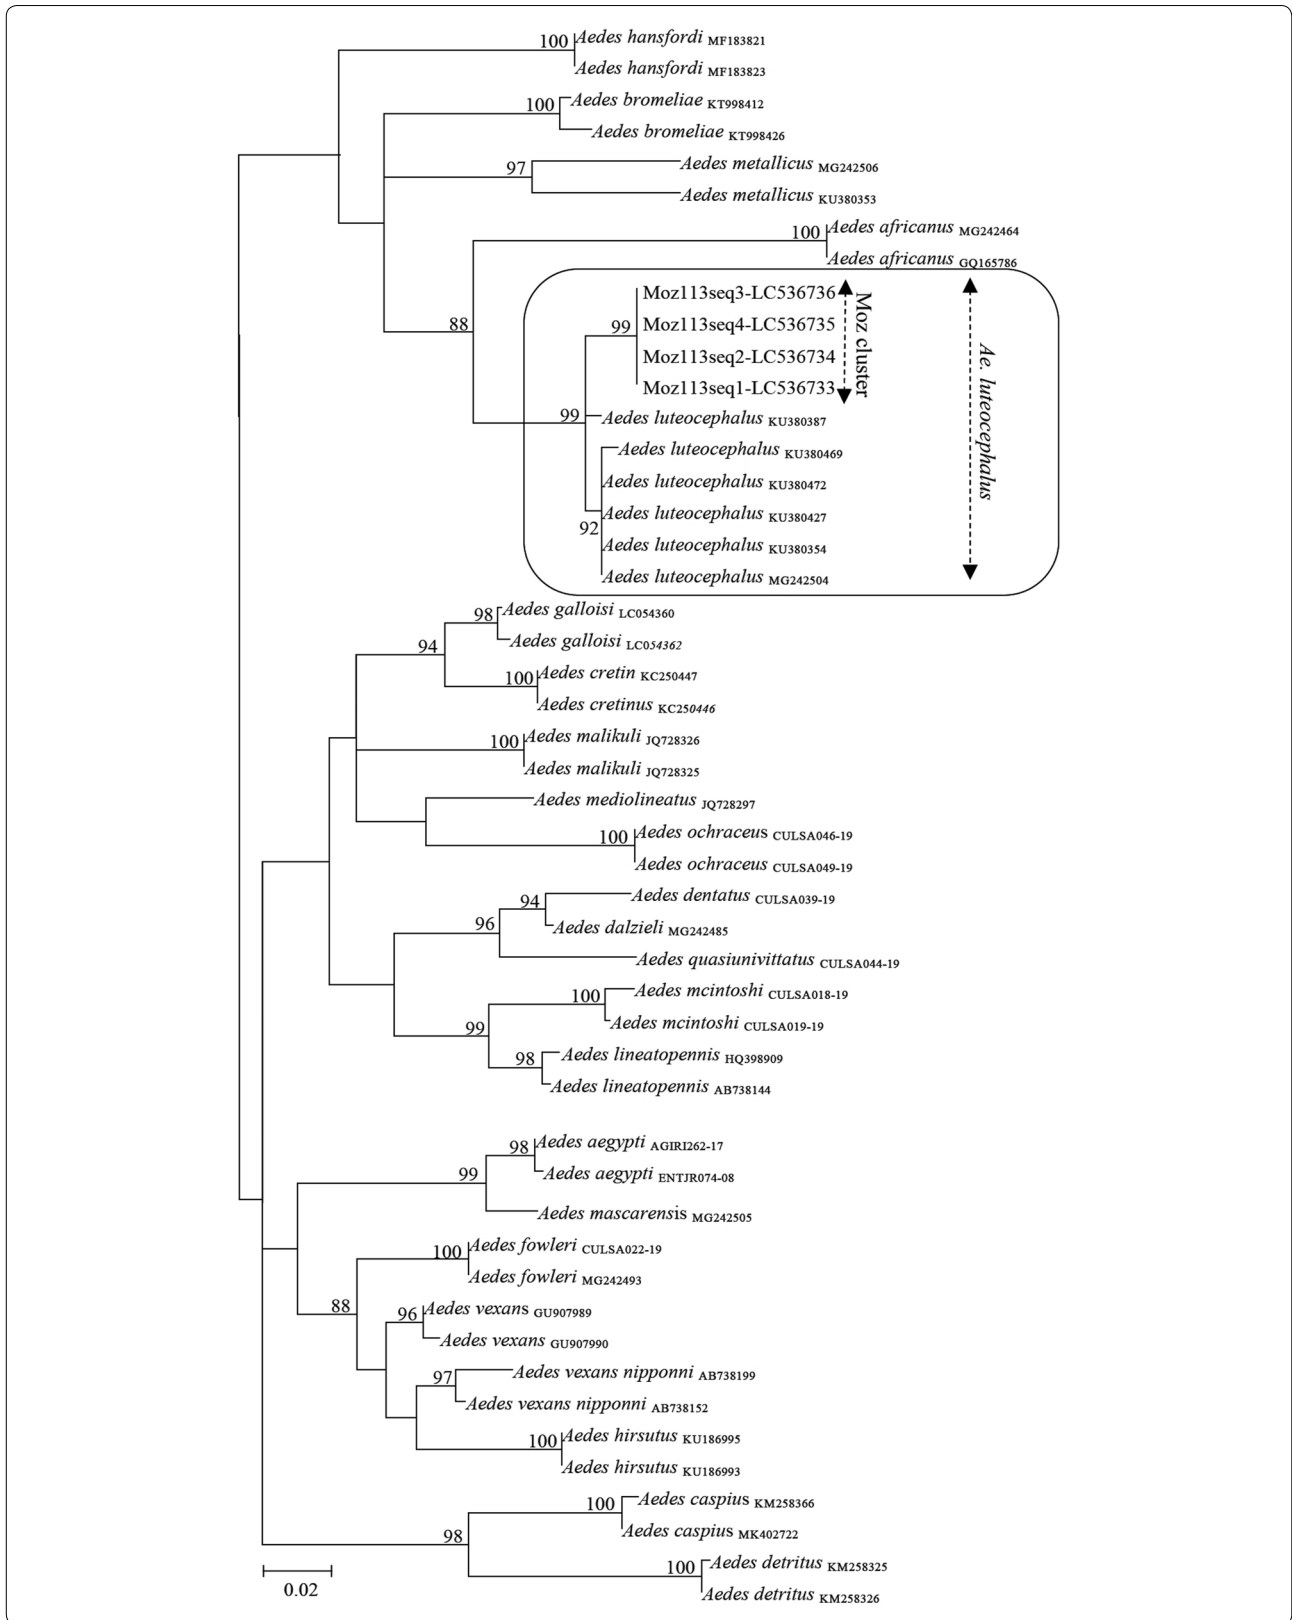 100 Aedes hansfordi MF183821
Aedes hansfordi MF183823
100 Aedes bromeliae KT998412
Aedes bromeliae KT998426
97 Aedes metallicus MG242506
Aedes metallicus KU380353
100 Aedes africanus MG242464
Aedes africanus GQ165786
88
99
Moz113seq3-LC536736
Moz113seq4-LC536735
Moz113seq2-LC536734
Moz113seq1-LC536733
Moz cluster
Ae. luteocephalus
99 Aedes luteocephalus KU380387
Aedes luteocephalus KU380469
Aedes luteocephalus KU380472
Aedes luteocephalus KU380427
92
Aedes luteocephalus KU380354
Aedes luteocephalus MG242504
98 Aedes galloisi LC054360
94 Aedes galloisi LC054362
100 Aedes cretin KC250447
Aedes cretinus KC250446
100 Aedes malikuli JQ728326
Aedes malikuli JQ728325
Aedes mediolineatus JQ728297
100 Aedes ochraceus CULSA046-19
Aedes ochraceus CULSA049-19
94 Aedes dentatus CULSA039-19
96 Aedes dalzieli MG242485
Aedes quasiunivittatus CULSA044-19
100 Aedes mcintoshi CULSA018-19
99 Aedes mcintoshi CULSA019-19
98 Aedes lineatopennis HQ398909
Aedes lineatopennis AB738144
98 Aedes aegypti AGIRI262-17
99 Aedes aegypti ENTJR074-08
Aedes mascarensis MG242505
100 Aedes fowleri CULSA022-19
Aedes fowleri MG242493
88
96 Aedes vexans GU907989
Aedes vexans GU907990
97 Aedes vexans nipponni AB738199
Aedes vexans nipponni AB738152
100 Aedes hirsutus KU186995
Aedes hirsutus KU186993
100 Aedes caspius KM258366
98 Aedes caspius MK402722
100 Aedes detritus KM258325
Aedes detritus KM258326
0.02